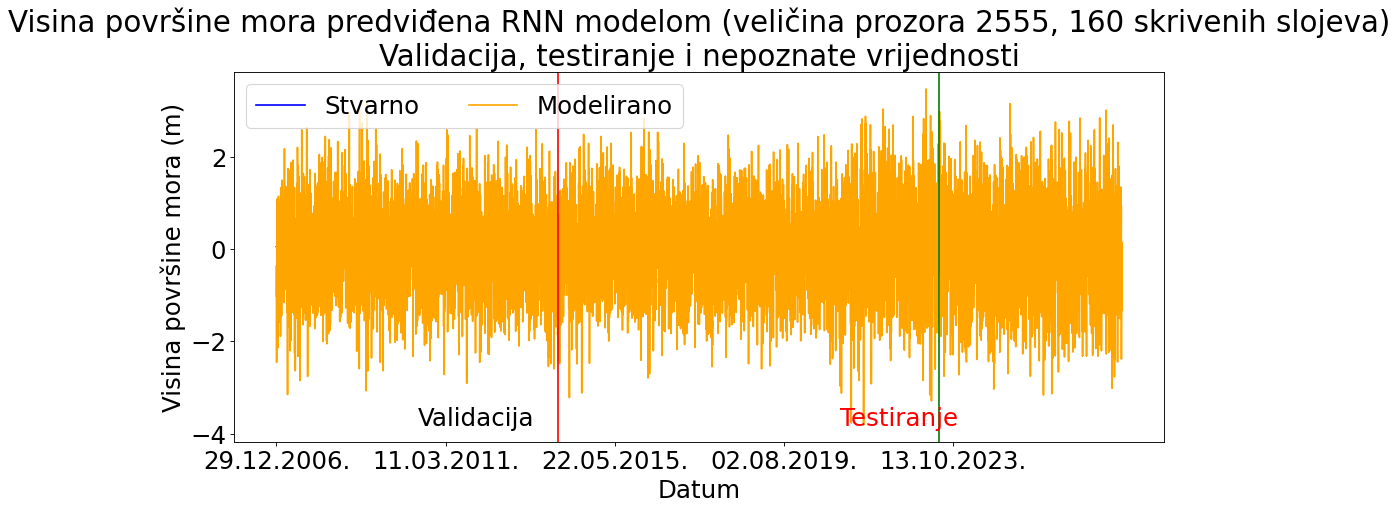 Visina površine mora predviđena RNN modelom (veličina prozora 2555, 160 skrivenih slojeva)
Validacija, testiranje i nepoznate vrijednosti
Stvarno
Modelirano
Visina površine mora (m)
2
0
−2
−4
Validacija
Testiranje
29.12.2006.
11.03.2011.
22.05.2015.
02.08.2019.
13.10.2023.
Datum